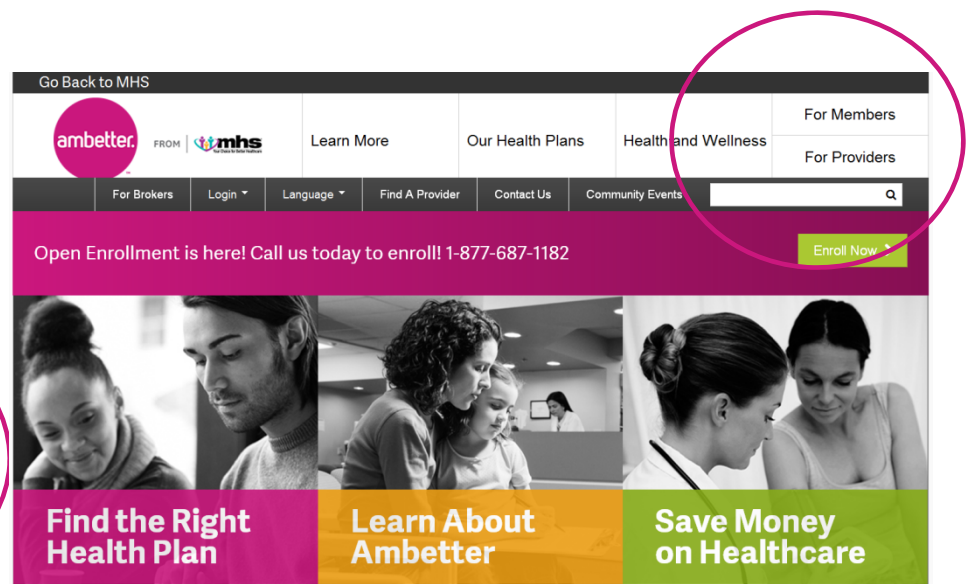 Go Back to MHS
ambetter.
FROM
mhs
Learn More
Our Health Plans
Health and Wellness
For Members
For Providers
For Brokers
Login
Language
Find A Provider
Contact Us
Community Events
Open Enrollment is here! Call us today to enroll! 1-877-687-1182
Enroll Now
Find the Right
Health Plan
Learn About
Ambetter
Save Money
on Healthcare